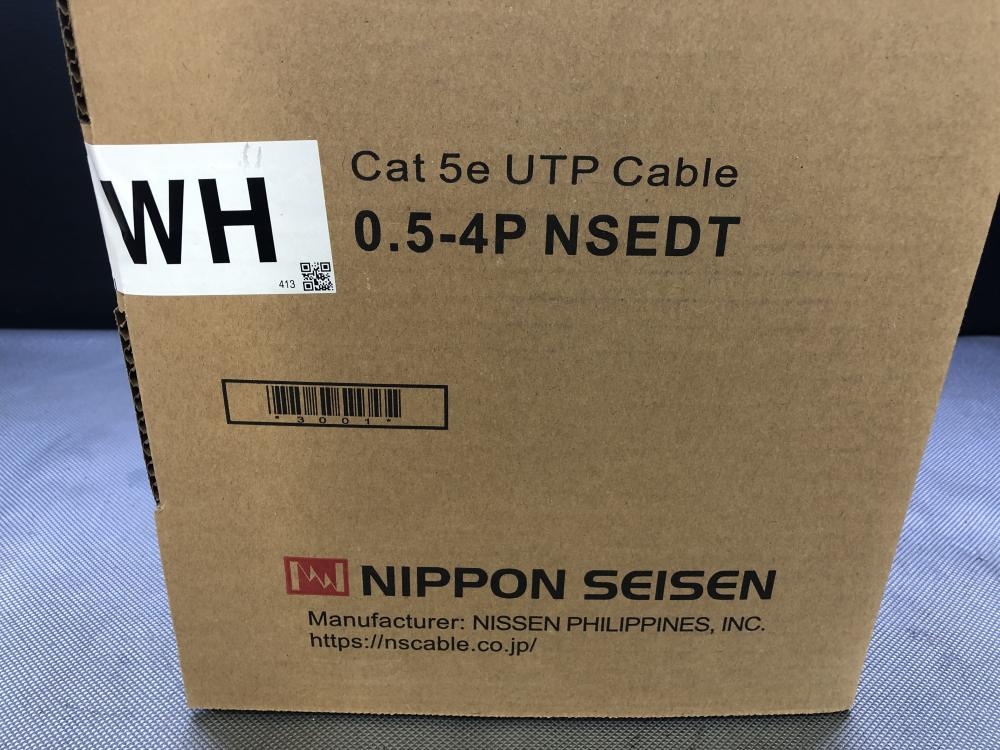 WH
413
Cat 5e UTP Cable
0.5-4P NSEDT
*3001*
NIPPON SEISEN
Manufacturer: NISSEN PHILIPPINES, INC.
https://nscable.co.jp/